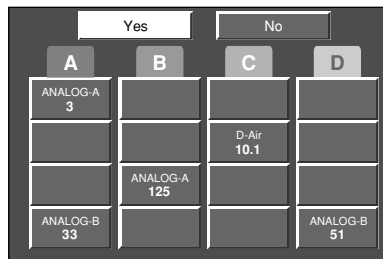 Yes No
A B C D
ANALOG-A
3
D-Air
10.1
ANALOG-A
125
ANALOG-B ANALOG-B
33 51